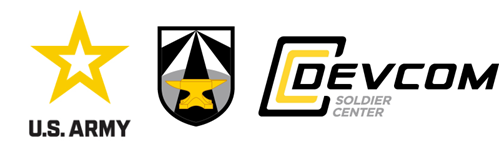 U.S. ARMY
DEVCOM
SOLDIER
CENTER